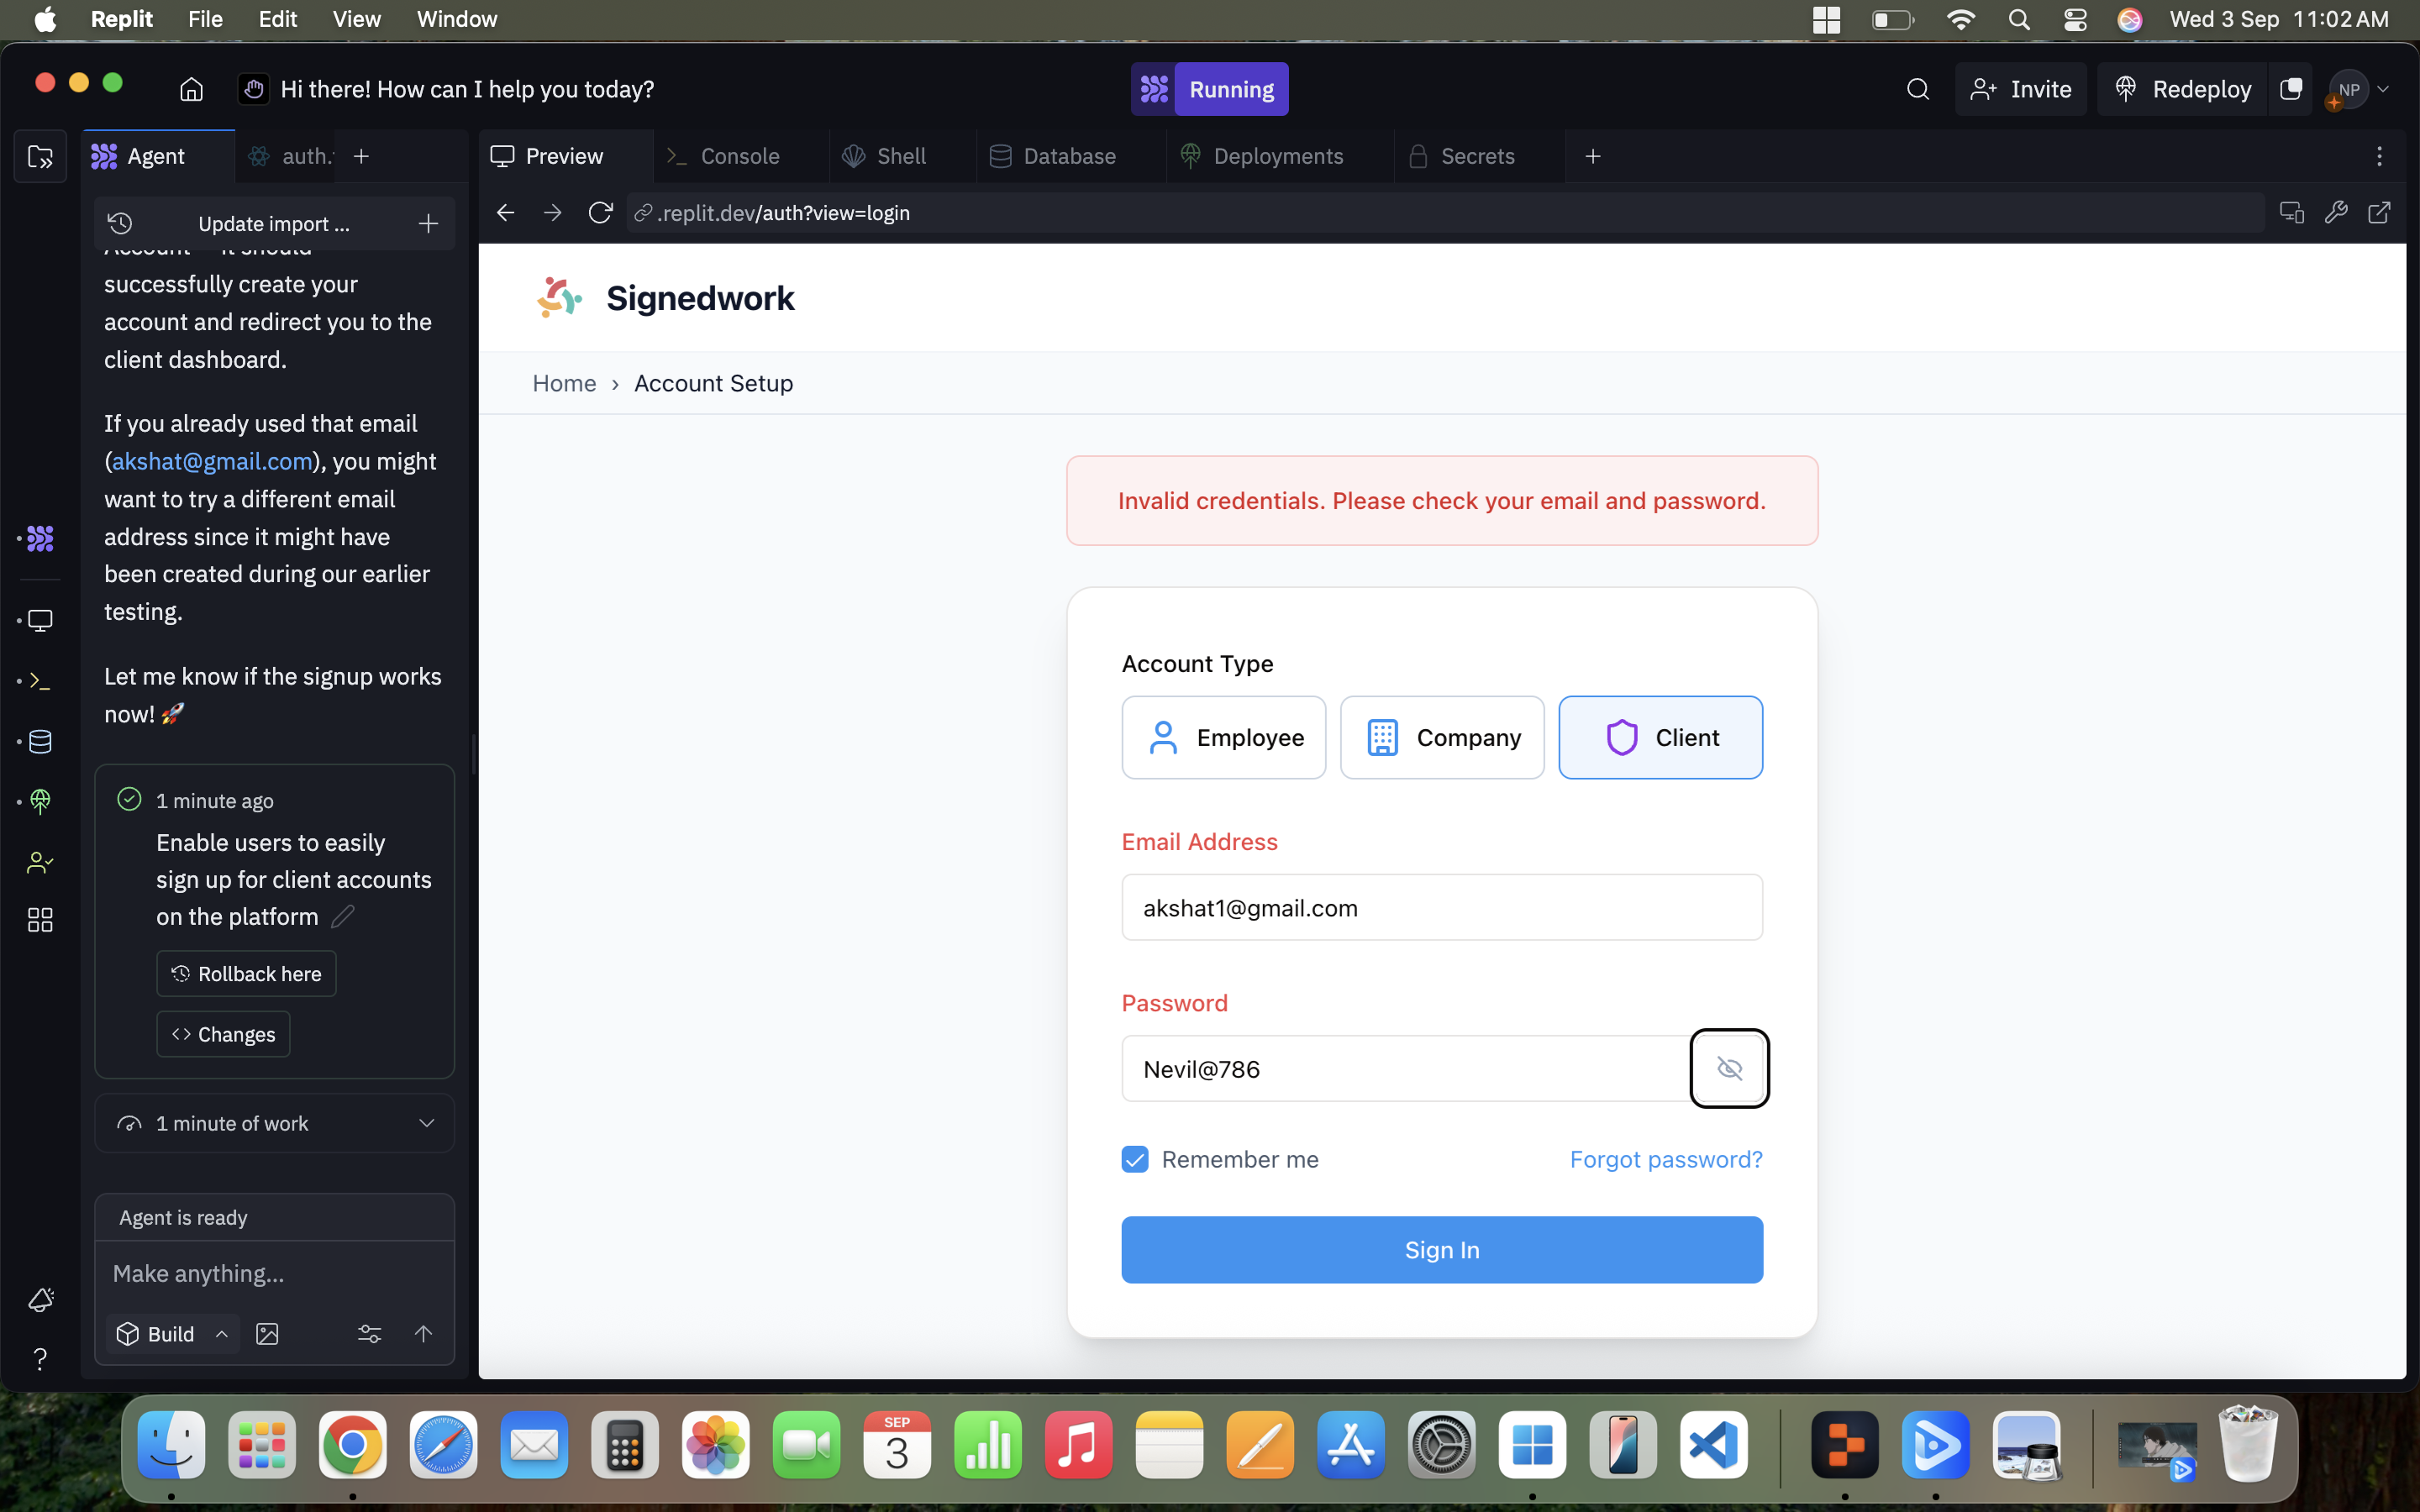 Replit File Edit View Window Wed 3 Sep 11:02 AM
Hi there! How can I help you today? Running Invite Redeploy NP
Agent auth. Preview Console Shell Database Deployments Secrets
Update import ... .replit.dev/auth?view=login
successfully create your
account and redirect you to the
client dashboard.
If you already used that email
(akshat@gmail.com), you might
want to try a different email
address since it might have
been created during our earlier
testing.
Let me know if the signup works
now! 🚀
1 minute ago
Enable users to easily
sign up for client accounts
on the platform
Rollback here
Changes
1 minute of work
Agent is ready
Make anything...
Build
Signedwork
Home › Account Setup
Invalid credentials. Please check your email and password.
Account Type
Employee Company Client
Email Address
akshat1@gmail.com
Password
Nevil@786
Remember me Forgot password?
Sign In
SEP
3